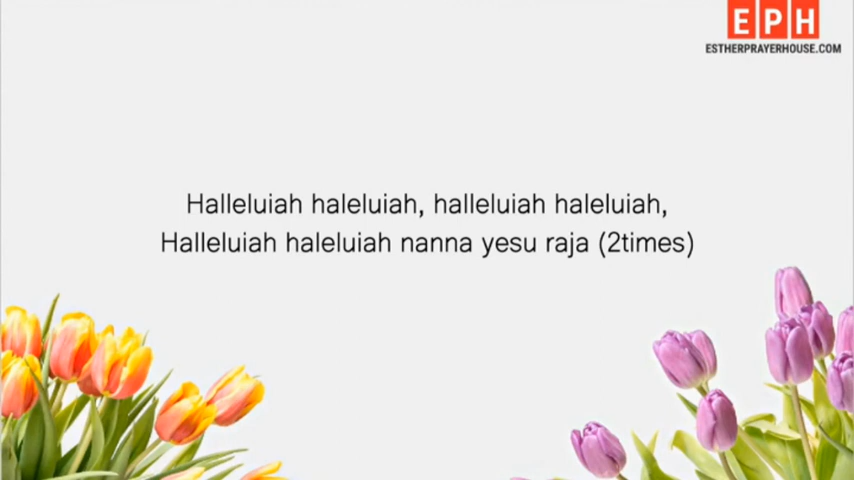 EPH
ESTHERPRAYERHOUSE.COM
Halleluiah haleluiah, halleluiah haleluiah,
Halleluiah haleluiah nanna yesu raja (2times)